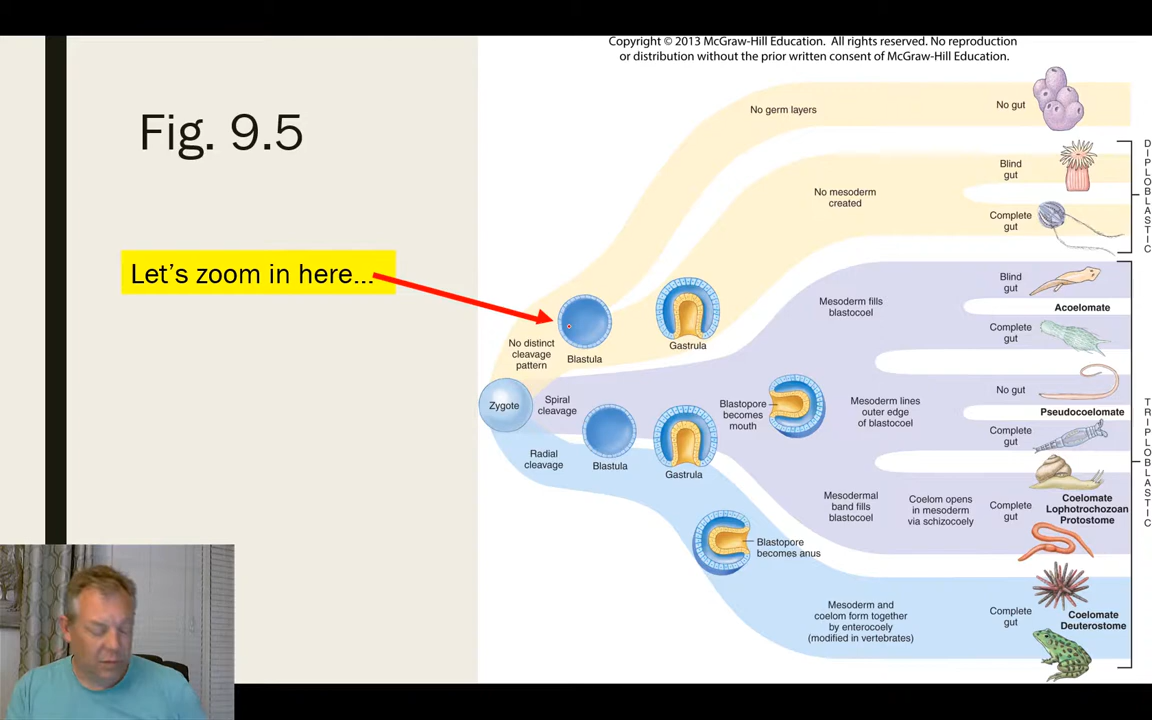 Copyright © 2013 McGraw-Hill Education. All rights reserved. No reproduction
or distribution without the prior written consent of McGraw-Hill Education.
Fig. 9.5
Let's zoom in here...
No germ layers
No gut
Blind
gut
No mesoderm
created
Complete
gut
DIPLOBLASTIC
Blind
gut
Mesoderm fills
blastocoel
Acoelomate
Complete
gut
No distinct
cleavage
pattern
Blastula
Gastrula
Zygote
Spiral
cleavage
Blastopore
becomes
mouth
Mesoderm lines
outer edge
of blastocoel
No gut
Pseudocoelomate
Complete
gut
TRIPLOBLASTIC
Radial
cleavage
Blastula
Gastrula
Mesodermal
band fills
blastocoel
Coelom opens
in mesoderm
via schizocoely
Complete
gut
Coelomate
Lophotrochozoan
Protostome
Blastopore
becomes anus
Mesoderm and
coelom form together
by enterocoely
(modified in vertebrates)
Complete
gut
Coelomate
Deuterostome